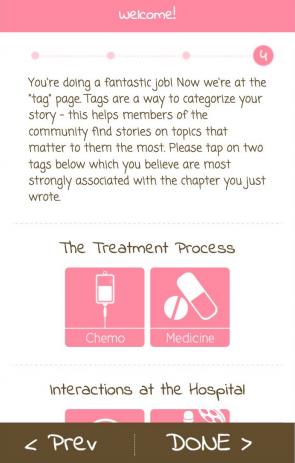 Welcome!
4
You're doing a fantastic job! Now we're at the
"tag" page. Tags are a way to categorize your
story - this helps members of the
community find stories on topics that
matter to them the most. Please tap on two
tags below which you believe are most
strongly associated with the chapter you just
wrote.
The Treatment Process
Chemo Medicine
Interactions at the Hospital
< Prev DONE >